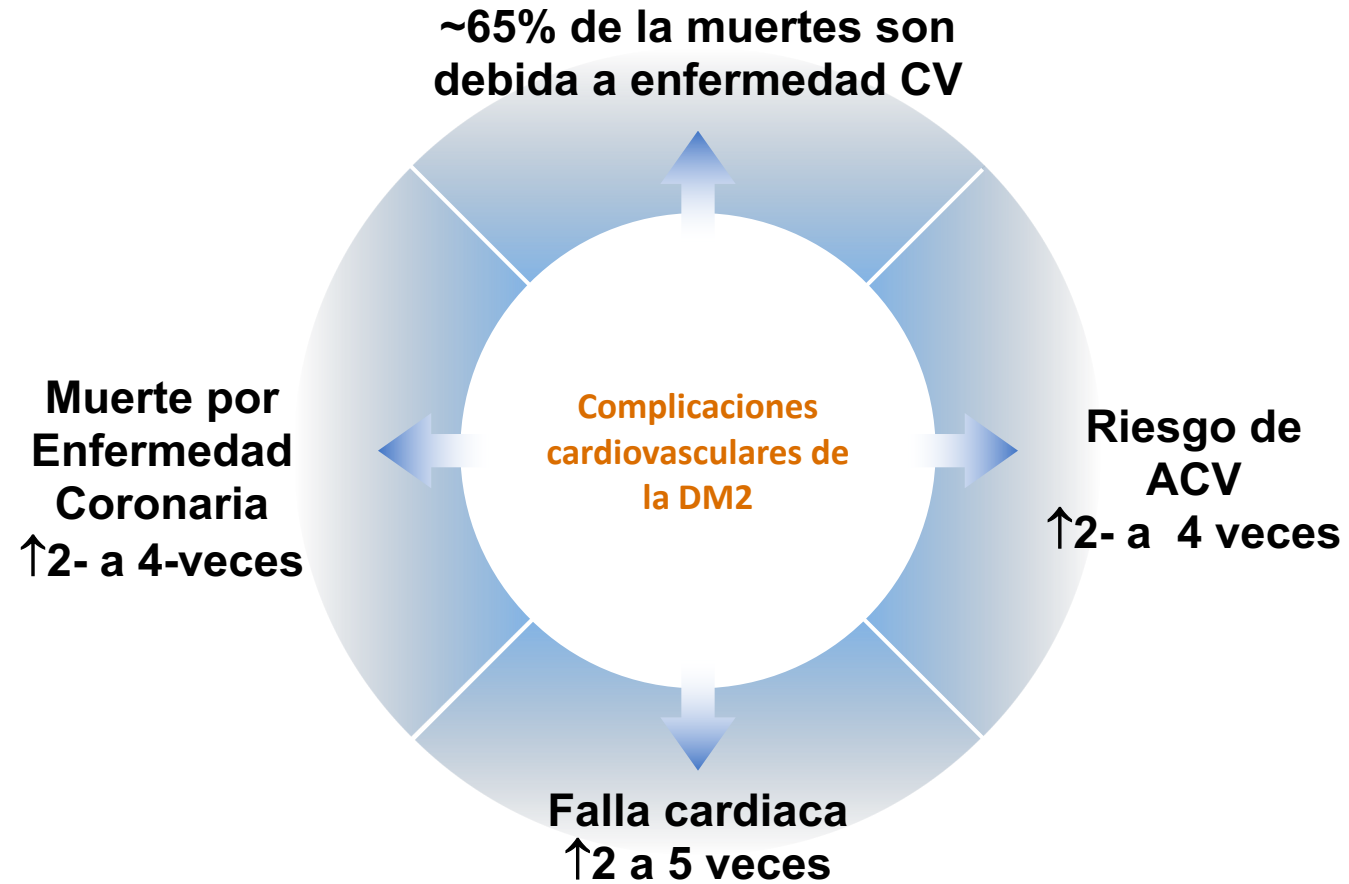 ~65% de la muertes son
debida a enfermedad CV
Muerte por
Enfermedad
Coronaria
↑2- a 4-veces
Complicaciones
cardiovasculares de
la DM2
Riesgo de
ACV
↑2- a  4 veces
Falla cardiaca
↑2 a 5 veces